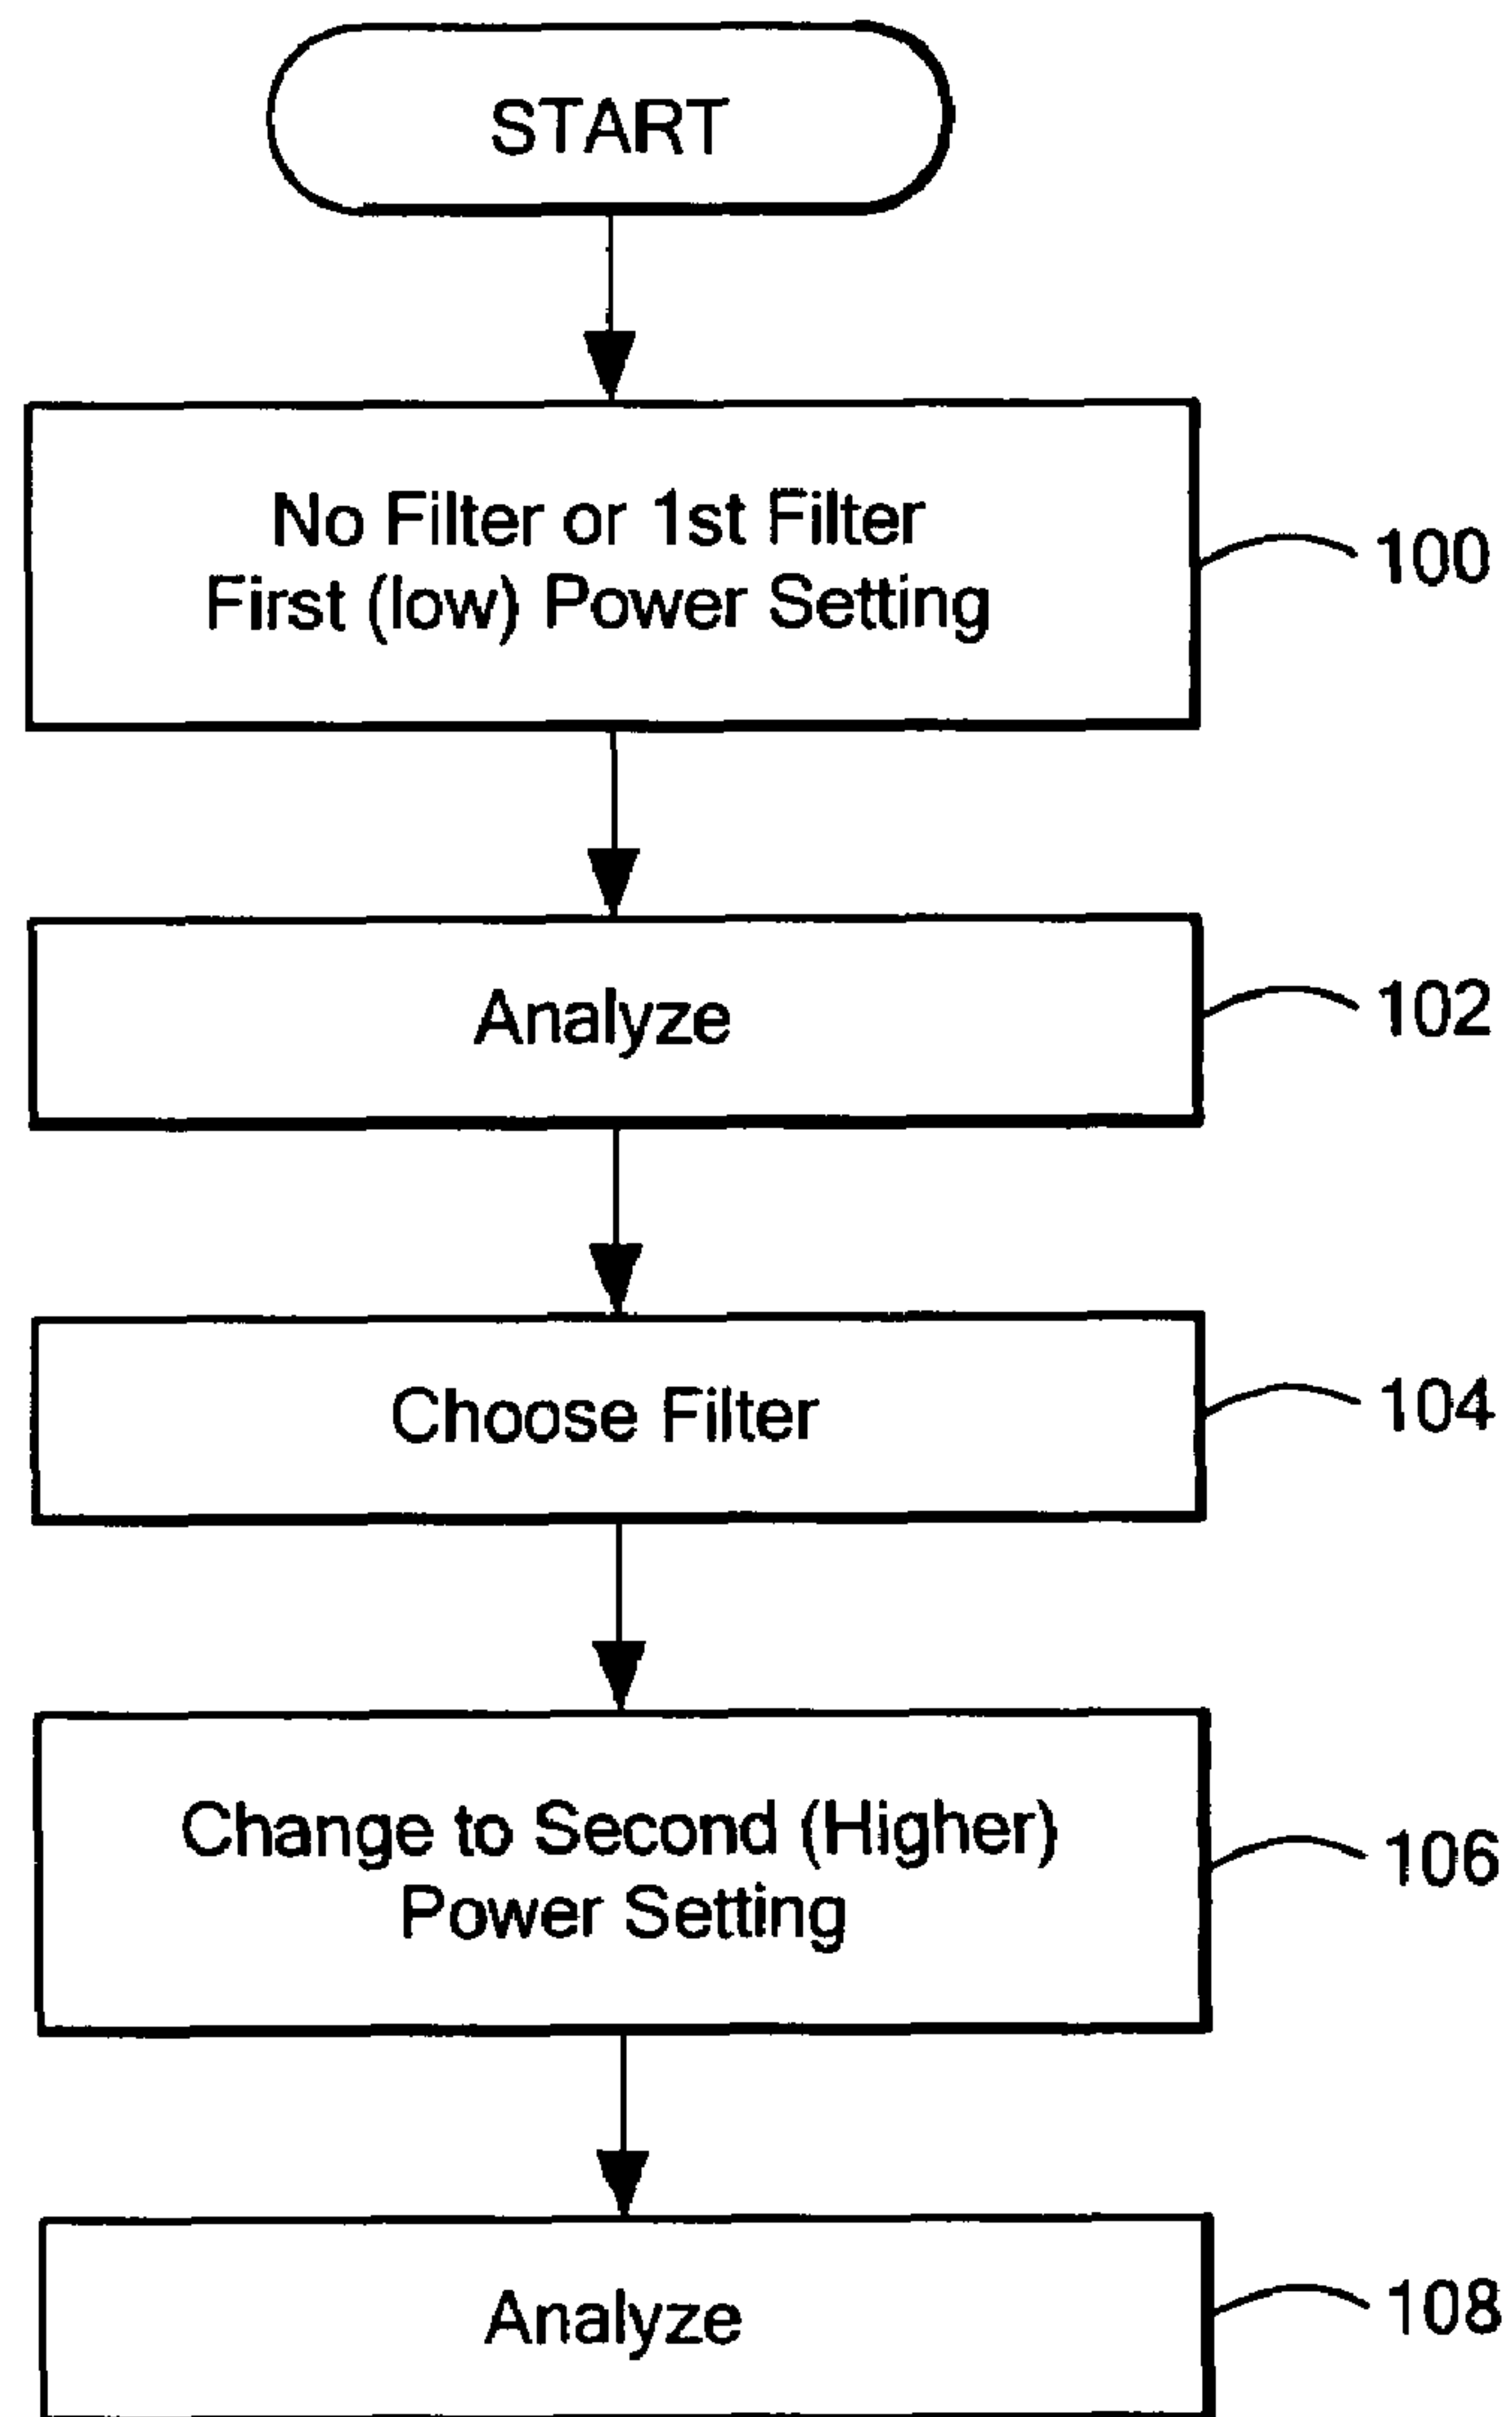 START
No Filter or 1st Filter
First (low) Power Setting
100
Analyze
102
Choose Filter
104
Change to Second (Higher)
Power Setting
106
Analyze
108